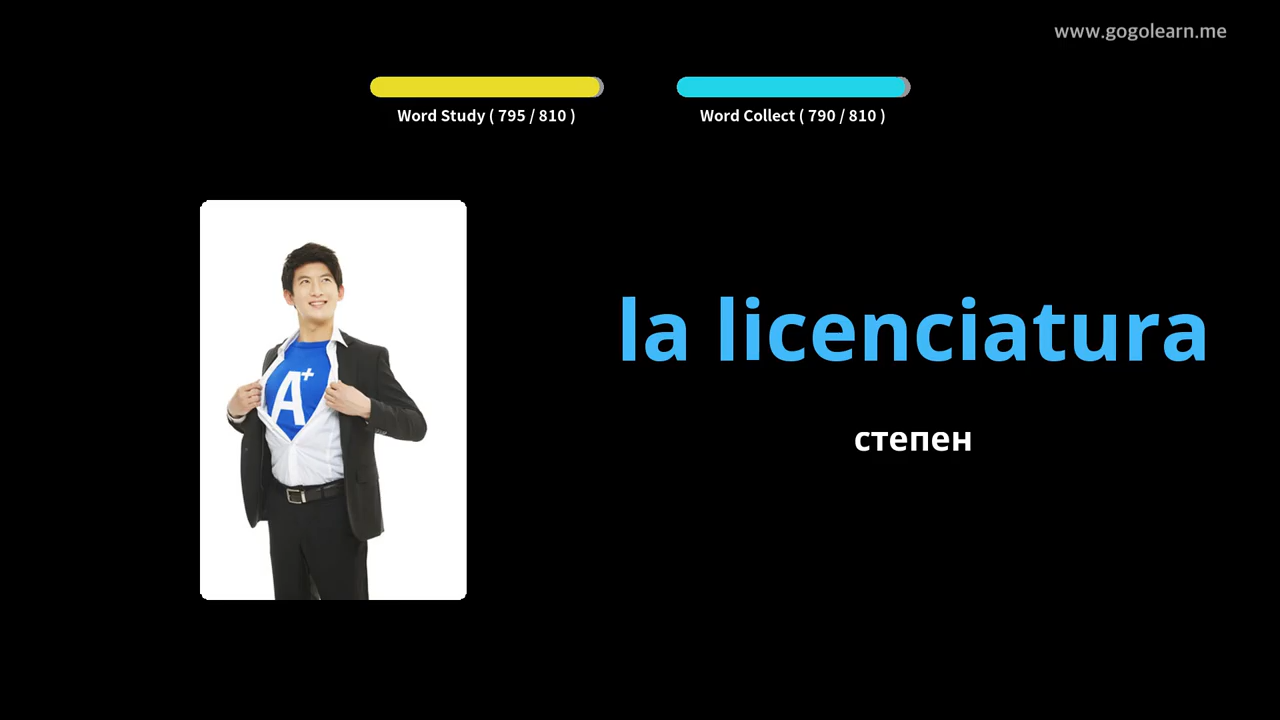 www.gogolearn.me
Word Study ( 795 / 810 )
Word Collect ( 790 / 810 )
A+
la licenciatura
степен